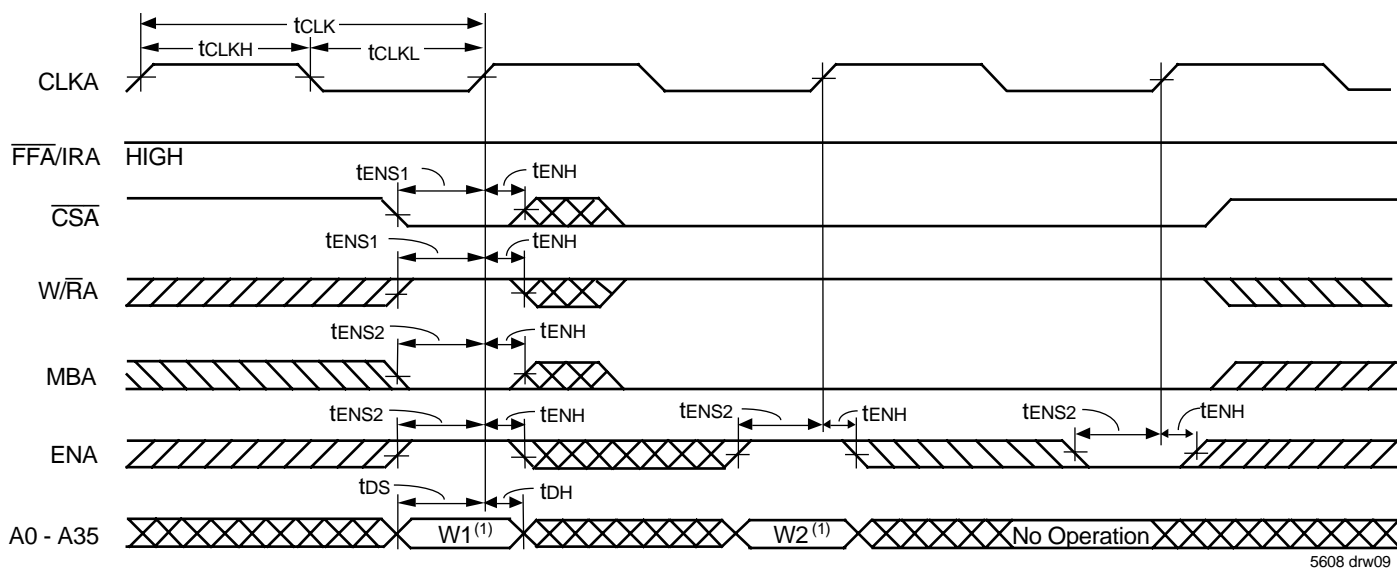 tCLK
tCLKH tCLKL
CLKA
FFA/IRA HIGH
tENS1 tENH
CSA
tENS1 tENH
W/RA
tENS2 tENH
MBA
tENS2 tENH tENS2 tENH tENS2 tENH
ENA
tDS tDH
A0 - A35 W1(1) W2(1) No Operation
5608 drw09